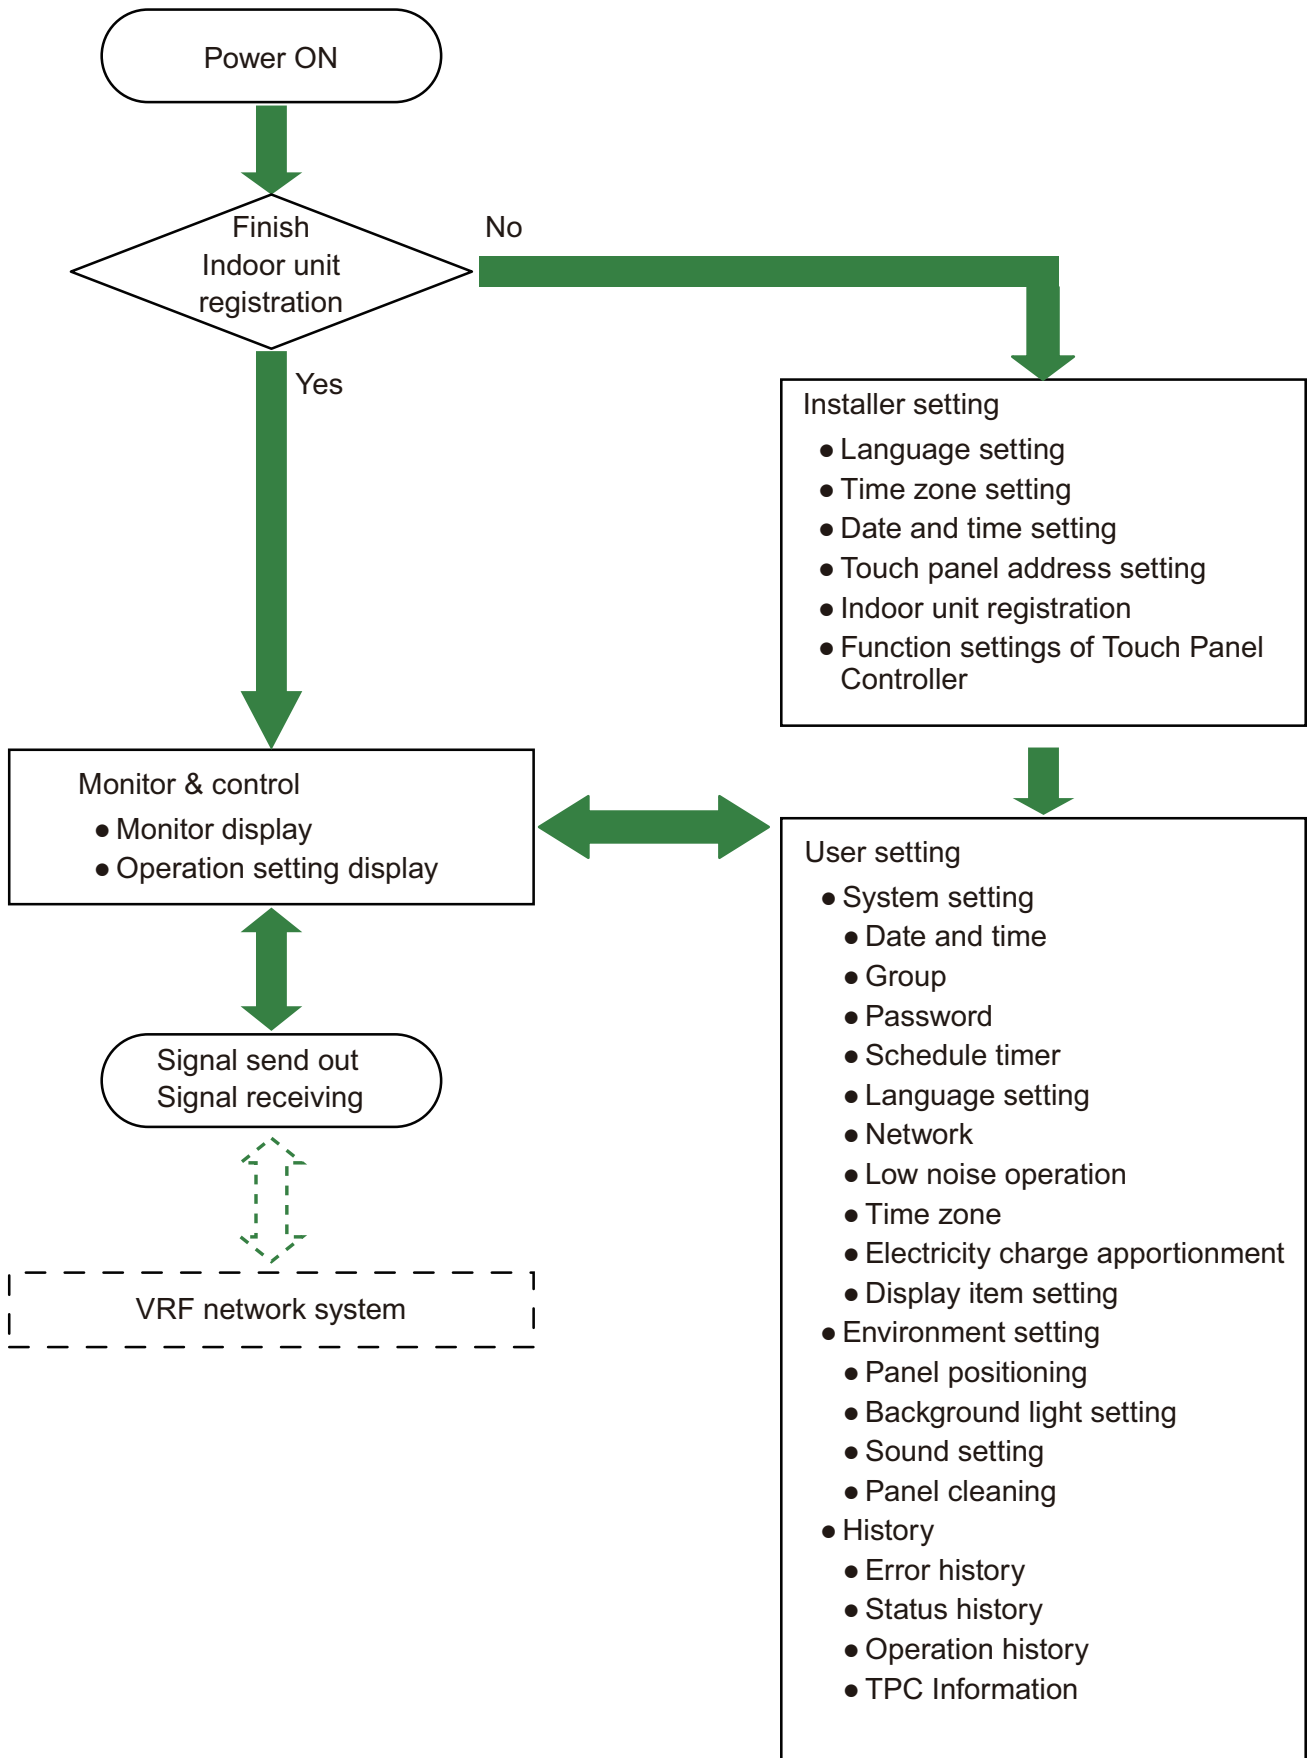 Power ON
Finish
Indoor unit
registration
No
Yes
Installer setting
● Language setting
● Time zone setting
● Date and time setting
● Touch panel address setting
● Indoor unit registration
● Function settings of Touch Panel
Controller
Monitor & control
● Monitor display
● Operation setting display
Signal send out
Signal receiving
VRF network system
User setting
● System setting
● Date and time
● Group
● Password
● Schedule timer
● Language setting
● Network
● Low noise operation
● Time zone
● Electricity charge apportionment
● Display item setting
● Environment setting
● Panel positioning
● Background light setting
● Sound setting
● Panel cleaning
● History
● Error history
● Status history
● Operation history
● TPC Information